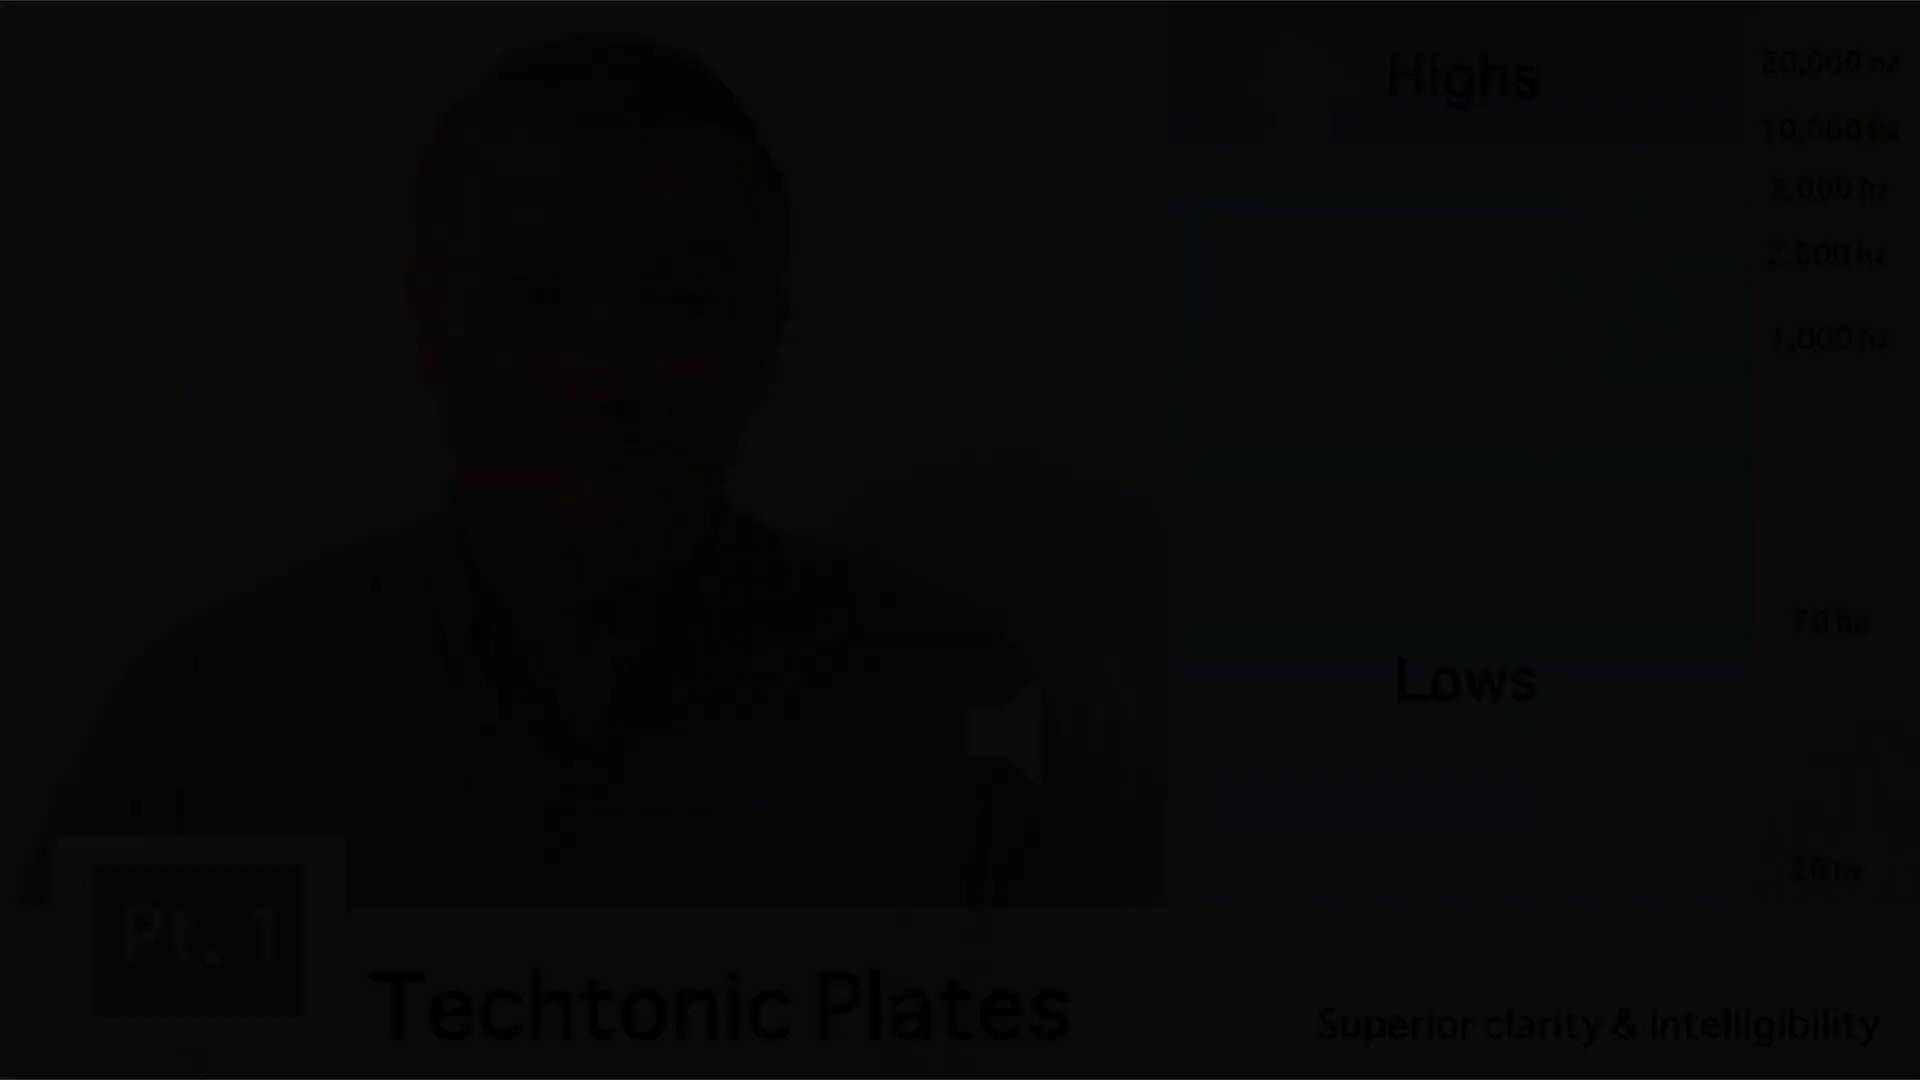 Highs
20,000 hz
10,000 hz
5,000 hz
2,500 hz
1,000 hz
70 hz
Lows
20 hz
Pt. 1
Techtonic Plates
Superior clarity & intelligibility